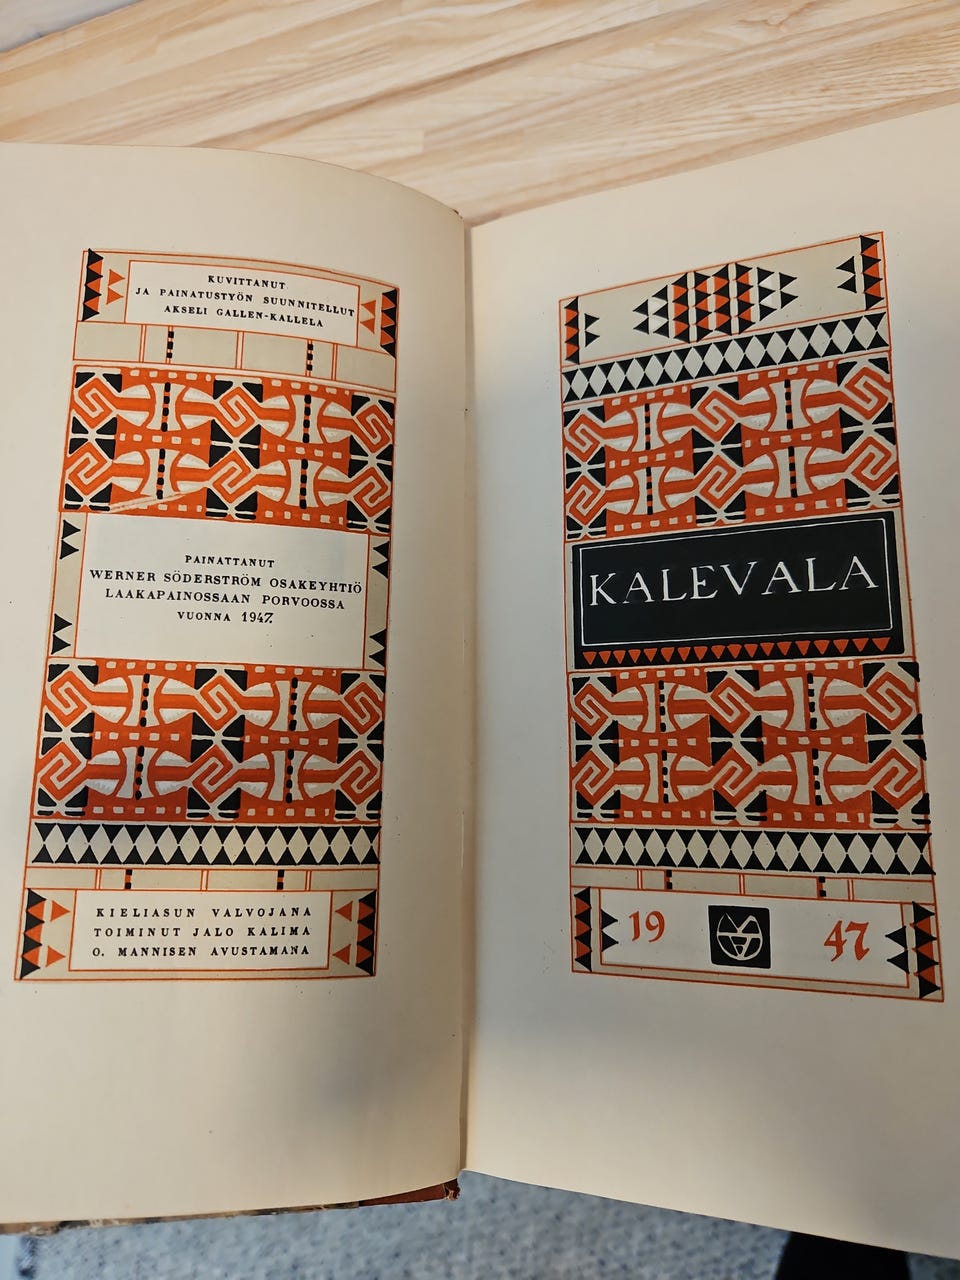 KUVITTANUT
JA PAINATUSTYÖN SUUNNITELLUT
AKSELI GALLEN-KALLELA
PAINATTANUT
WERNER SÖDERSTRÖM OSAKEYHTIÖ
LAAKAPAINOSSAAN PORVOOSSA
VUONNA 1947.
KIELIASUN VALVOJANA
TOIMINUT JALO KALIMA
O. MANNISEN AVUSTAMANA
KALEVALA
19 47